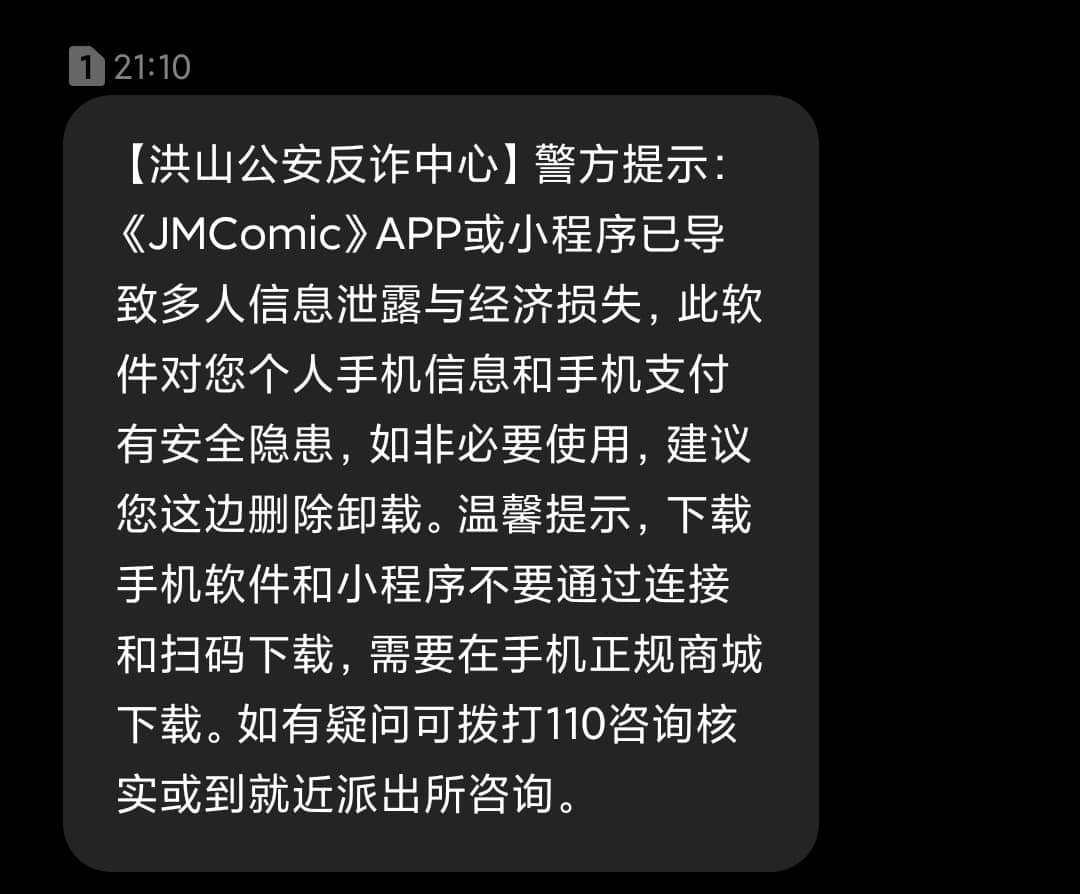 1 21:10
【洪山公安反诈中心】警方提示：
《JMComic》APP或小程序已导
致多人信息泄露与经济损失，此软
件对您个人手机信息和手机支付
有安全隐患，如非必要使用，建议
您这边删除卸载。温馨提示，下载
手机软件和小程序不要通过连接
和扫码下载，需要在手机正规商城
下载。如有疑问可拨打110咨询核
实或到就近派出所咨询。